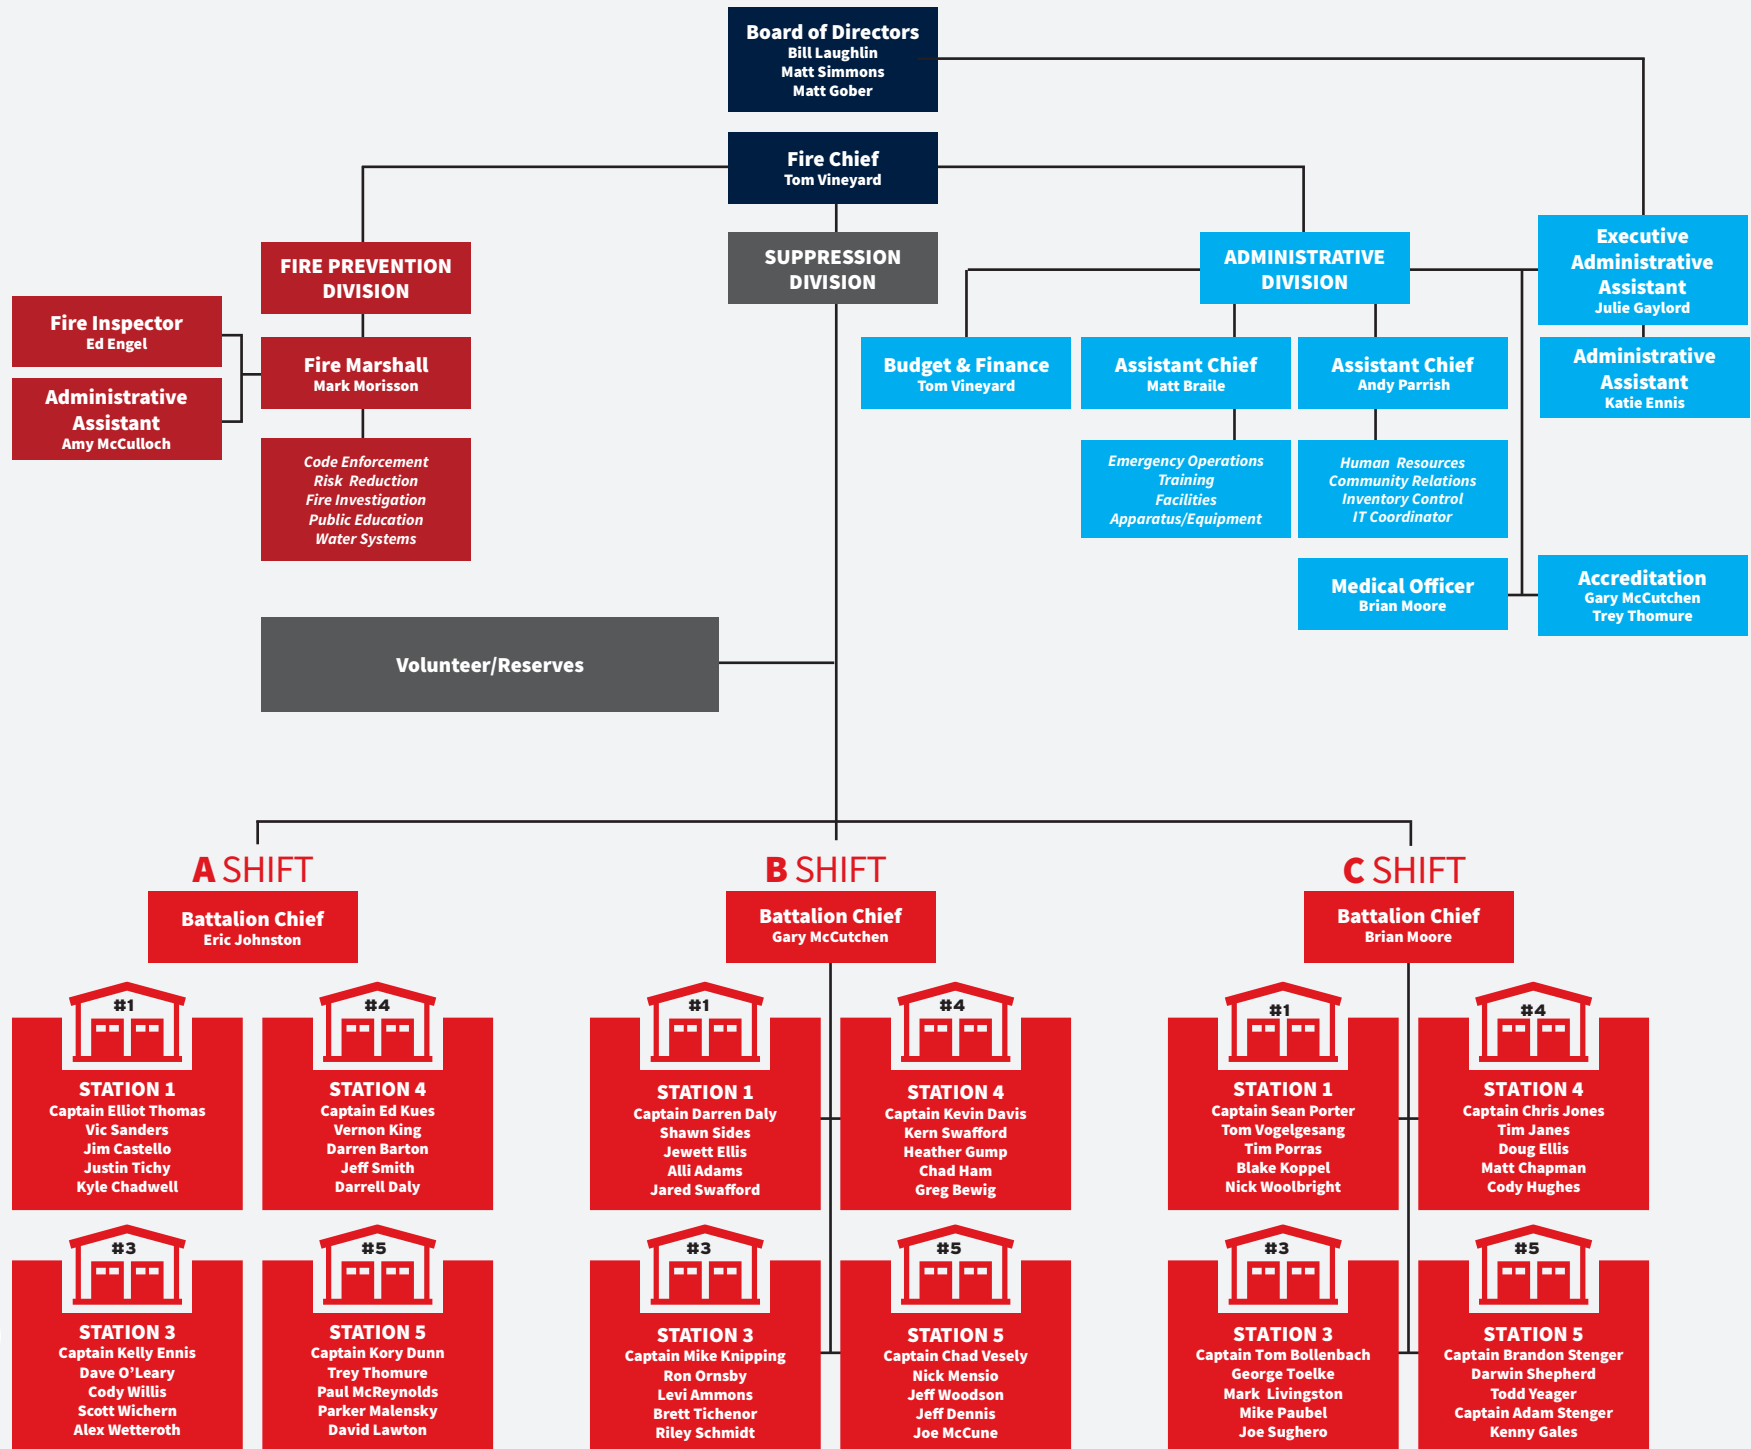 Board of Directors
Bill Laughlin
Matt Simmons
Matt Gober
Fire Chief
Tom Vineyard
FIRE PREVENTION
DIVISION
SUPPRESSION
DIVISION
ADMINISTRATIVE
DIVISION
Executive
Administrative
Assistant
Julie Gaylord
Fire Inspector
Ed Engel
Administrative
Assistant
Amy McCulloch
Fire Marshall
Mark Morisson
Code Enforcement
Risk Reduction
Fire Investigation
Public Education
Water Systems
Budget & Finance
Tom Vineyard
Assistant Chief
Matt Braile
Assistant Chief
Andy Parrish
Administrative
Assistant
Katie Ennis
Emergency Operations
Training
Facilities
Apparatus/Equipment
Human Resources
Community Relations
Inventory Control
IT Coordinator
Medical Officer
Brian Moore
Accreditation
Gary McCutchen
Trey Thomure
Volunteer/Reserves
A SHIFT
Battalion Chief
Eric Johnston
#1
STATION 1
Captain Elliot Thomas
Vic Sanders
Jim Castello
Justin Tichy
Kyle Chadwell
#4
STATION 4
Captain Ed Kues
Vernon King
Darren Barton
Jeff Smith
Darrell Daly
#3
STATION 3
Captain Kelly Ennis
Dave O’Leary
Cody Willis
Scott Wichern
Alex Wetteroth
#5
STATION 5
Captain Kory Dunn
Trey Thomure
Paul McReynolds
Parker Malensky
David Lawton
B SHIFT
Battalion Chief
Gary McCutchen
#1
STATION 1
Captain Darren Daly
Shawn Sides
Jewett Ellis
Alli Adams
Jared Swafford
#4
STATION 4
Captain Kevin Davis
Kern Swafford
Heather Gump
Chad Ham
Greg Bewig
#3
STATION 3
Captain Mike Knipping
Ron Ornsby
Levi Ammons
Brett Tichenor
Riley Schmidt
#5
STATION 5
Captain Chad Vesely
Nick Mensio
Jeff Woodson
Jeff Dennis
Joe McCune
C SHIFT
Battalion Chief
Brian Moore
#1
STATION 1
Captain Sean Porter
Tom Vogelgesang
Tim Porras
Blake Koppel
Nick Woolbright
#4
STATION 4
Captain Chris Jones
Tim Janes
Doug Ellis
Matt Chapman
Cody Hughes
#3
STATION 3
Captain Tom Bollenbach
George Toelke
Mark Livingston
Mike Paubel
Joe Sughero
#5
STATION 5
Captain Brandon Stenger
Darwin Shepherd
Todd Yeager
Captain Adam Stenger
Kenny Gales